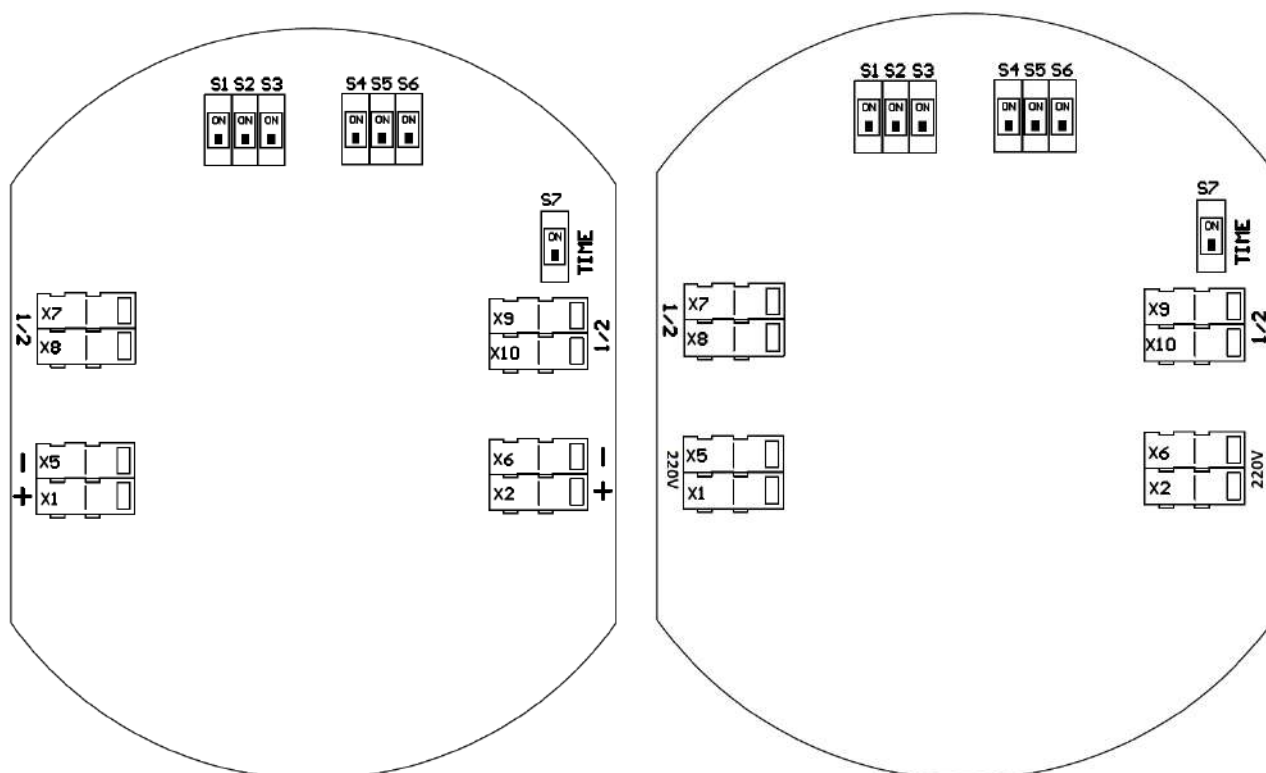 S1 S2 S3 S4 S5 S6
ON ON ON ON ON ON
S7
ON
TIME
1/2
X7
X8
X9
X10
1/2
-
+
X5
X1
X6
X2
-
+
S1 S2 S3 S4 S5 S6
ON ON ON ON ON ON
S7
ON
TIME
1/2
X7
X8
X9
X10
1/2
220V
X5
X1
X6
X2
220V